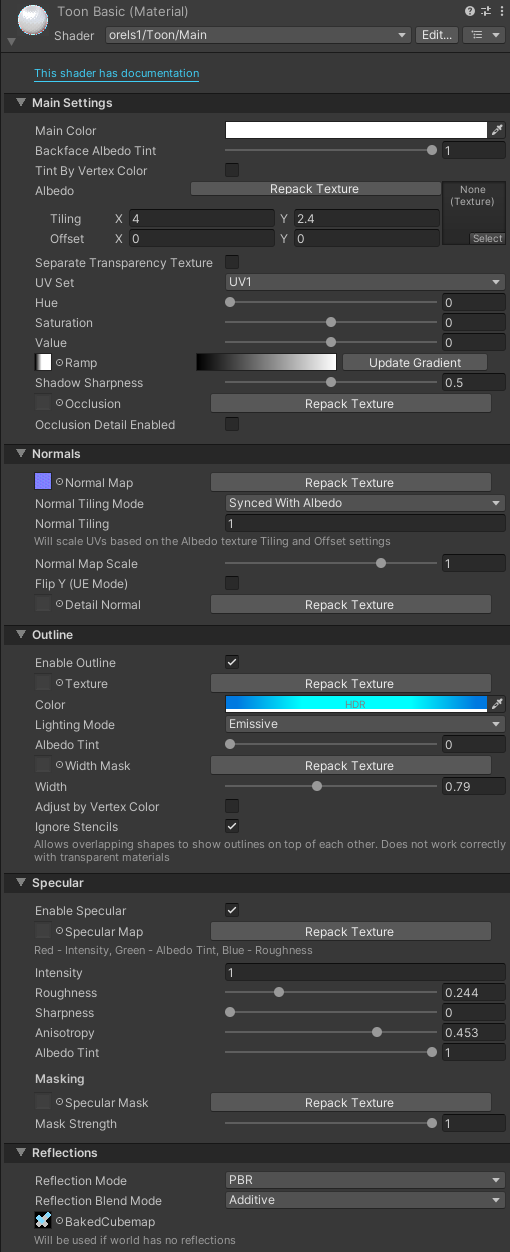 Toon Basic (Material)
Shader orels1/Toon/Main Edit...
This shader has documentation
Main Settings
Main Color
Backface Albedo Tint 1
Tint By Vertex Color
Albedo Repack Texture None
(Texture)
Tiling X 4 Y 2.4
Offset X 0 Y 0 Select
Separate Transparency Texture
UV Set UV1
Hue 0
Saturation 0
Value 0
Ramp Update Gradient
Shadow Sharpness 0.5
Occlusion Repack Texture
Occlusion Detail Enabled
Normals
Normal Map Repack Texture
Normal Tiling Mode Synced With Albedo
Normal Tiling 1
Will scale UVs based on the Albedo texture Tiling and Offset settings
Normal Map Scale 1
Flip Y (UE Mode)
Detail Normal Repack Texture
Outline
Enable Outline
Texture Repack Texture
Color HDR
Lighting Mode Emissive
Albedo Tint 0
Width Mask Repack Texture
Width 0.79
Adjust by Vertex Color
Ignore Stencils
Allows overlapping shapes to show outlines on top of each other. Does not work correctly
with transparent materials
Specular
Enable Specular
Specular Map Repack Texture
Red - Intensity, Green - Albedo Tint, Blue - Roughness
Intensity 1
Roughness 0.244
Sharpness 0
Anisotropy 0.453
Albedo Tint 1
Masking
Specular Mask Repack Texture
Mask Strength 1
Reflections
Reflection Mode PBR
Reflection Blend Mode Additive
BakedCubemap
Will be used if world has no reflections